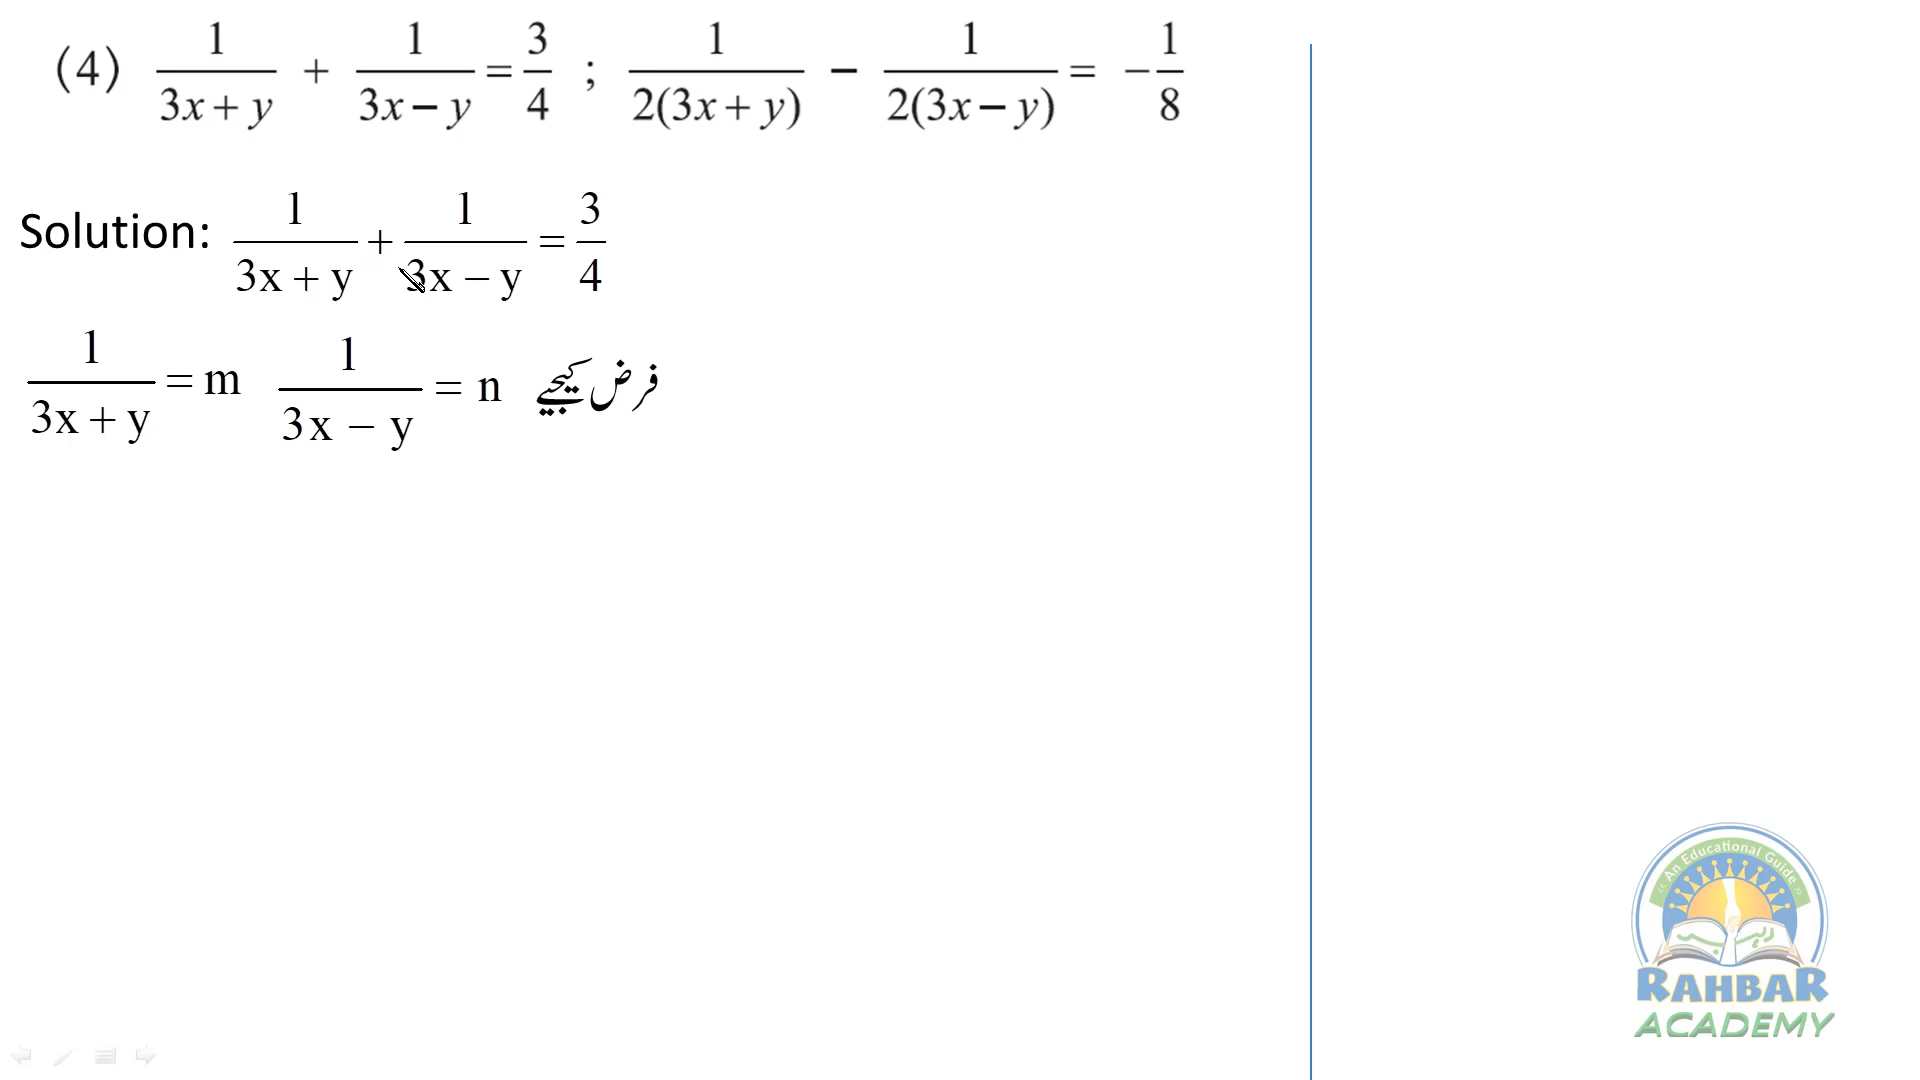 (4) 1/(3x + y) + 1/(3x − y) = 3/4 ; 1/(2(3x + y)) − 1/(2(3x − y)) = −1/8
Solution: 1/(3x + y) + 1/(3x − y) = 3/4
1/(3x + y) = m 1/(3x − y) = n فرض کیجیے
<< An Educational Guide >>
رہبر
RAHBAR
ACADEMY